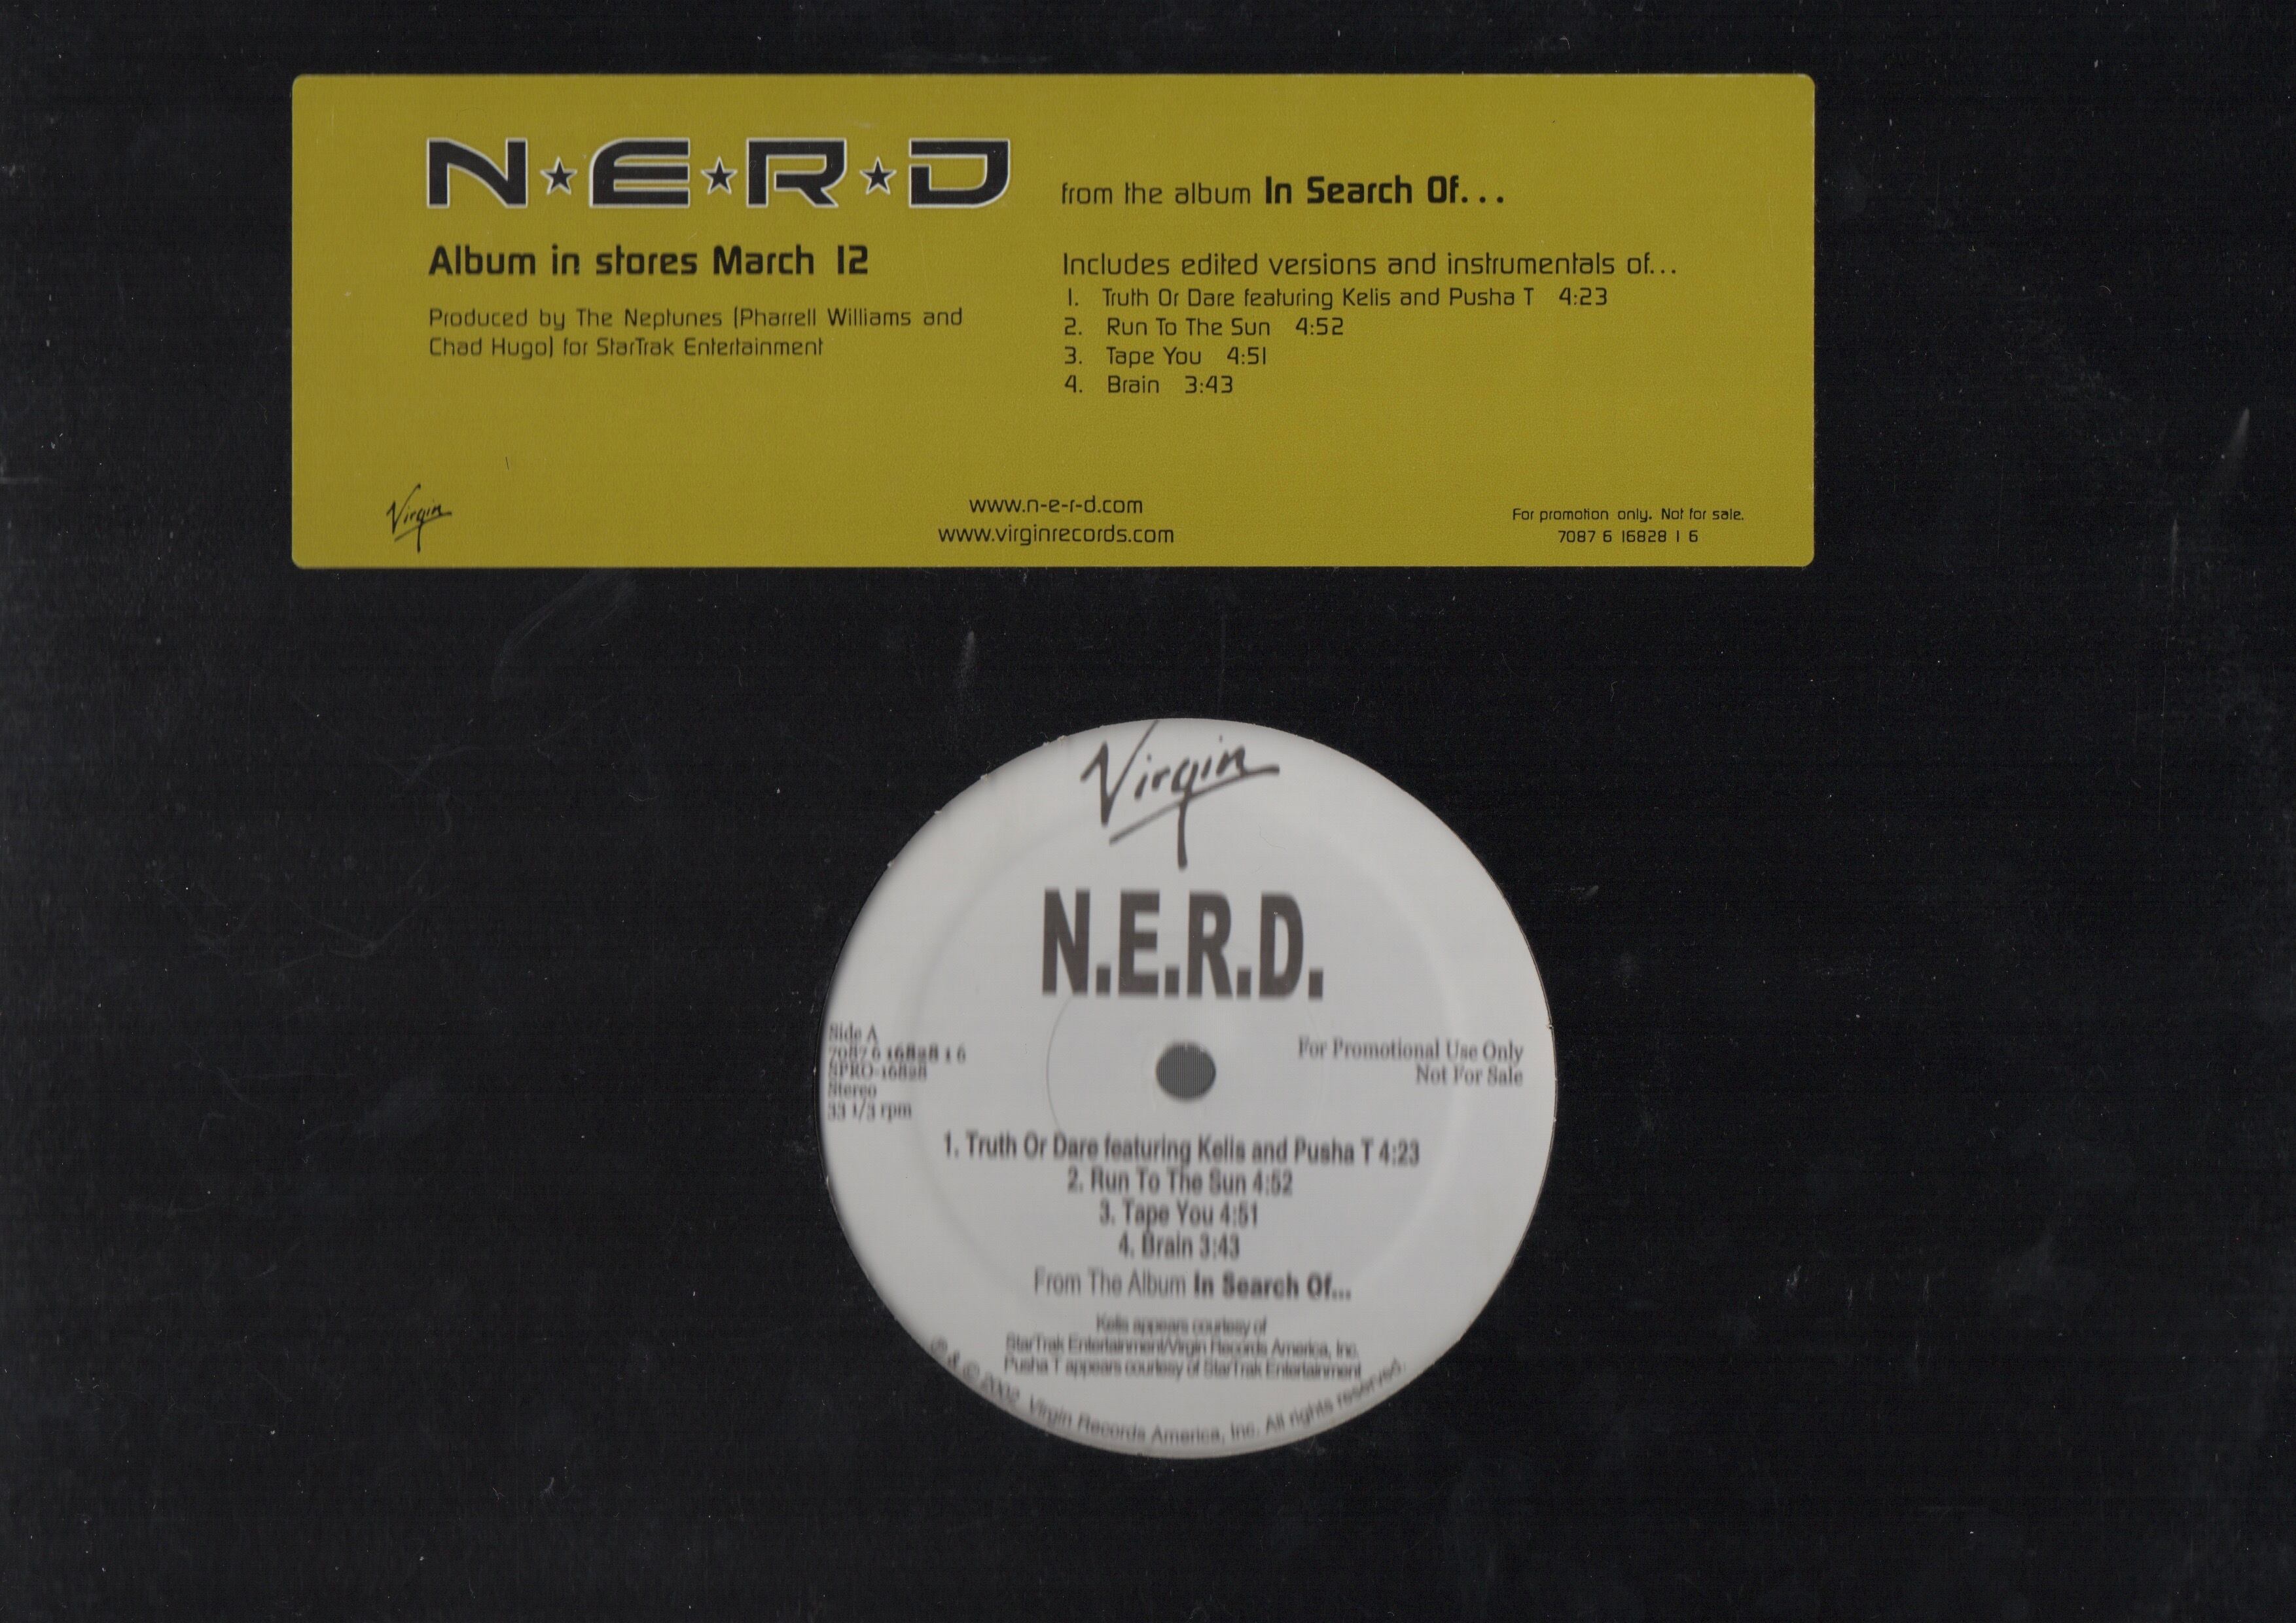 N★E★R★D
Album in stores March 12
Produced by The Neptunes (Pharrell Williams and
Chad Hugo) for StarTrak Entertainment
from the album In Search Of...
Includes edited versions and instrumentals of...
1. Truth Or Dare featuring Kelis and Pusha T 4:23
2. Run To The Sun 4:52
3. Tape You 4:51
4. Brain 3:43
Virgin
www.n-e-r-d.com
www.virginrecords.com
For promotion only. Not for sale.
7087 6 16828 1 6
Virgin
N.E.R.D.
Side A
7087 6 16828 1 6
SPRO-16828
Stereo
33 1/3 rpm
For Promotional Use Only
Not For Sale
1. Truth Or Dare featuring Kelis and Pusha T 4:23
2. Run To The Sun 4:52
3. Tape You 4:51
4. Brain 3:43
From The Album In Search Of...
Kelis appears courtesy of
StarTrak Entertainment/Virgin Records America, Inc.
Pusha T appears courtesy of StarTrak Entertainment
℗ & © 2002 Virgin Records America, Inc. All rights reserved.